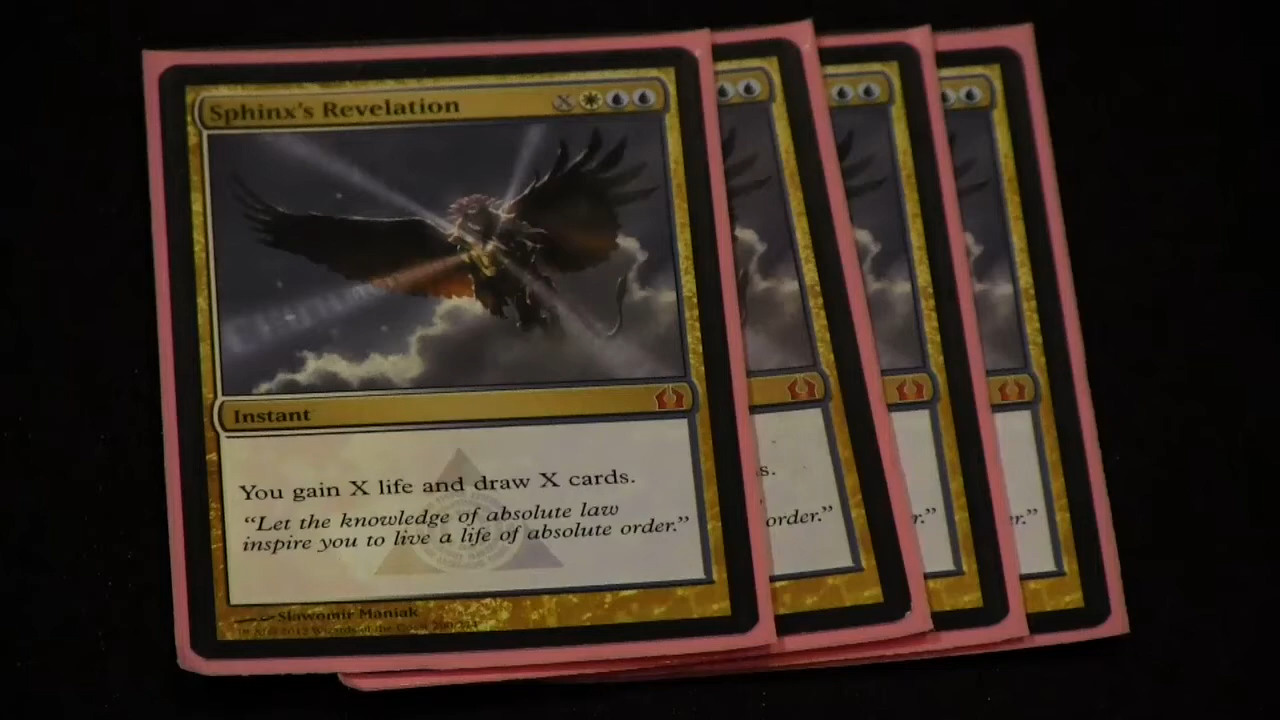 Sphinx's Revelation X
Instant
You gain X life and draw X cards.
"Let the knowledge of absolute law
inspire you to live a life of absolute order."
Slawomir Maniak
s.
order."
r."
er."